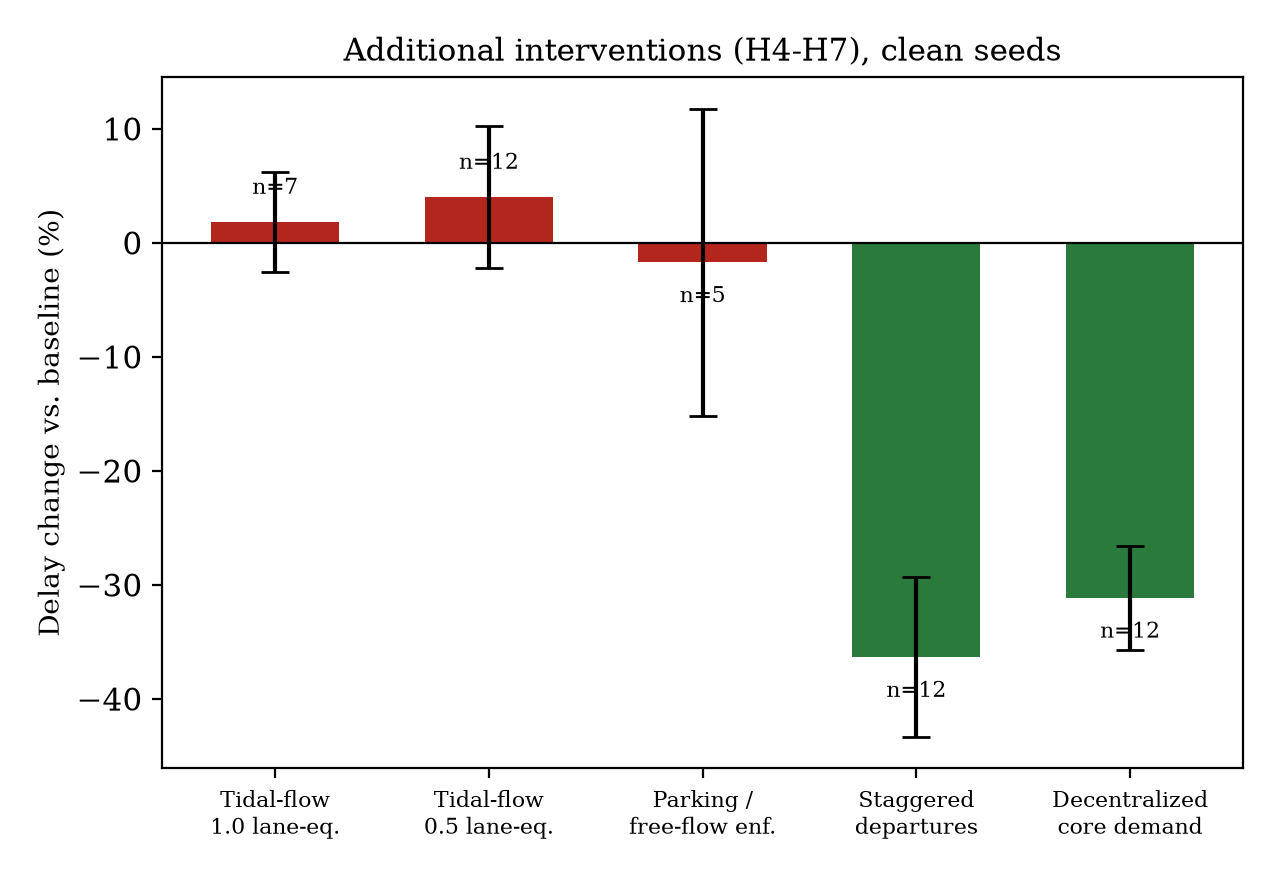 Additional interventions (H4-H7), clean seeds
Delay change vs. baseline (%)
10
0
−10
−20
−30
−40
n=7
n=12
n=5
n=12
n=12
Tidal-flow
1.0 lane-eq.
Tidal-flow
0.5 lane-eq.
Parking /
free-flow enf.
Staggered
departures
Decentralized
core demand